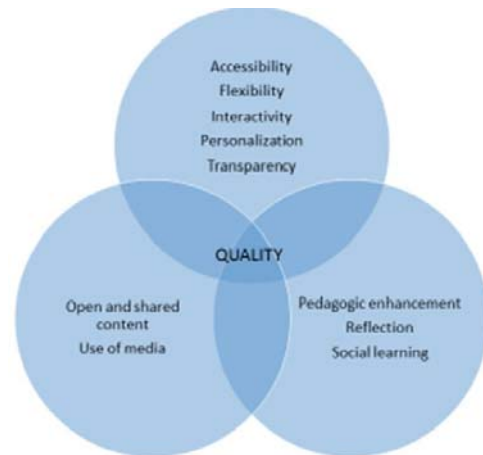 Accessibility
Flexibility
Interactivity
Personalization
Transparency
QUALITY
Open and shared
content
Use of media
Pedagogic enhancement
Reflection
Social learning